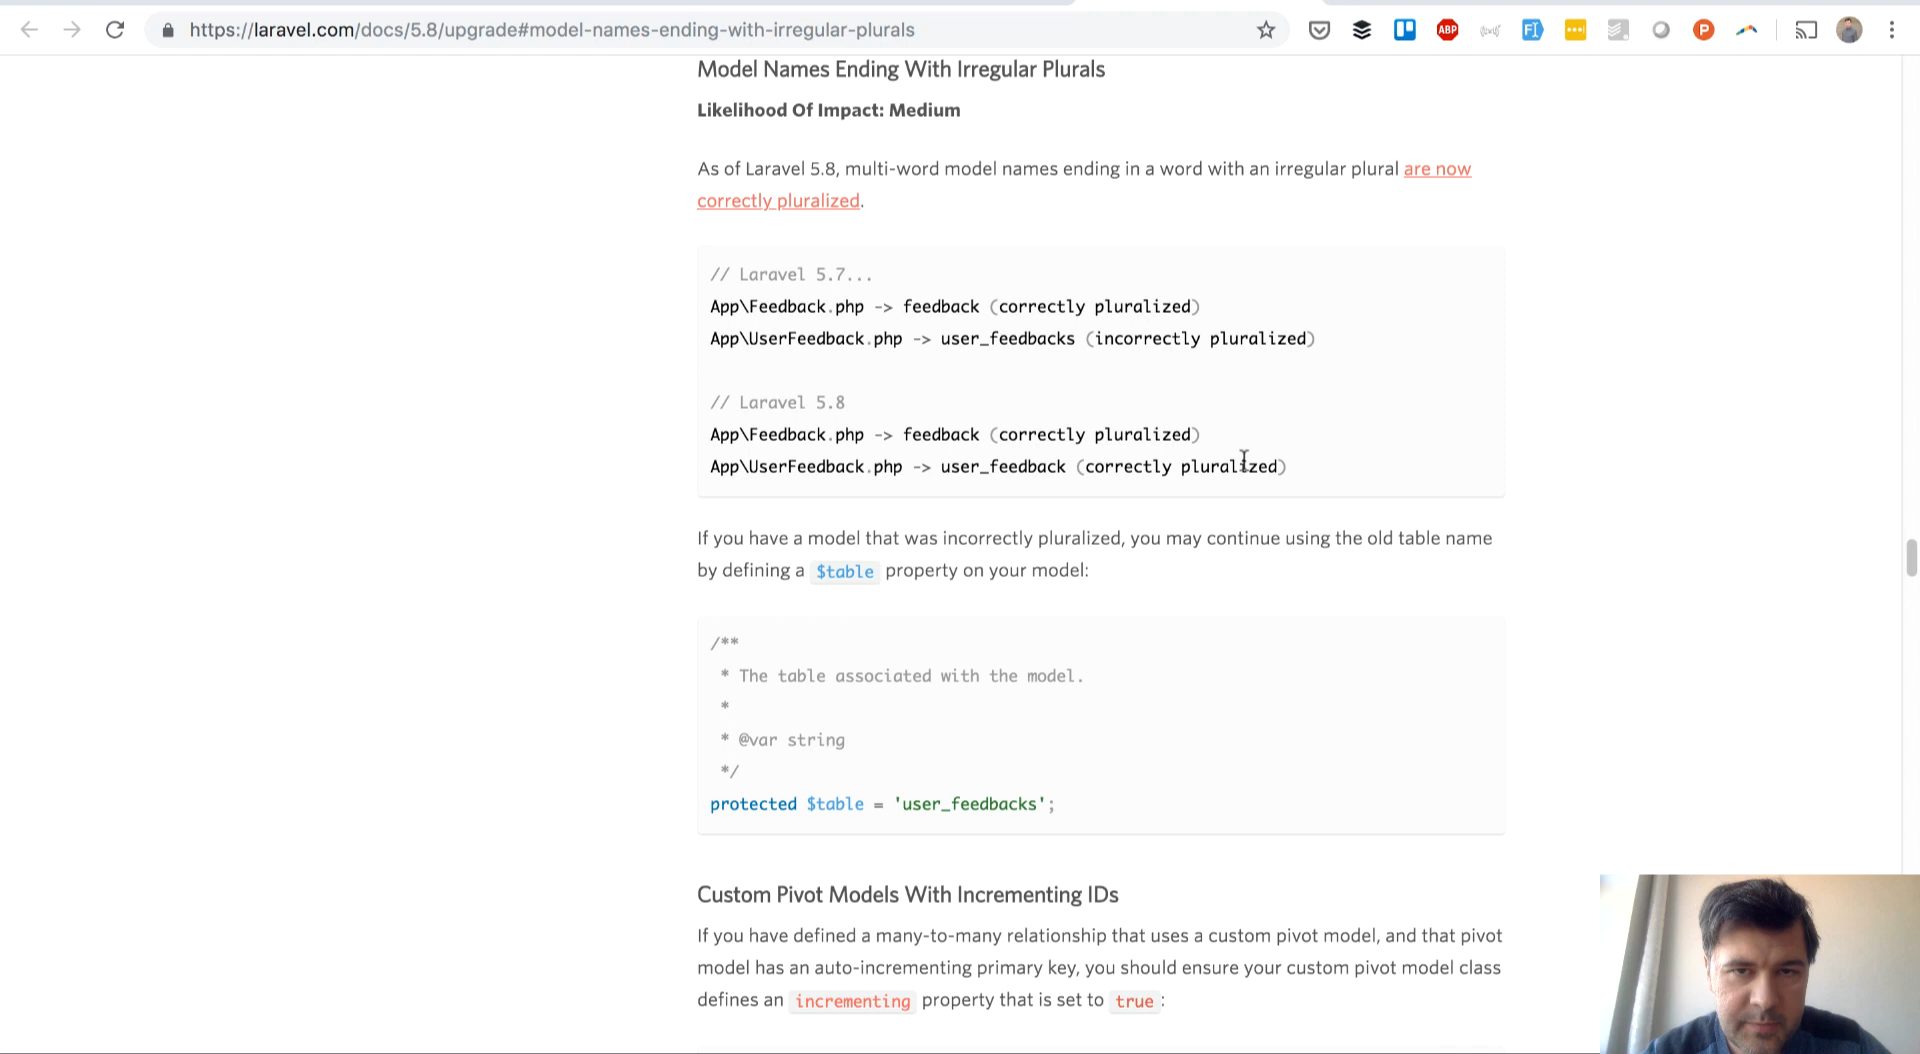 https://laravel.com/docs/5.8/upgrade#model-names-ending-with-irregular-plurals
ABP
P
Model Names Ending With Irregular Plurals
Likelihood Of Impact: Medium
As of Laravel 5.8, multi-word model names ending in a word with an irregular plural are now
correctly pluralized.
// Laravel 5.7...
App\Feedback.php -> feedback (correctly pluralized)
App\UserFeedback.php -> user_feedbacks (incorrectly pluralized)
// Laravel 5.8
App\Feedback.php -> feedback (correctly pluralized)
App\UserFeedback.php -> user_feedback (correctly pluralized)
If you have a model that was incorrectly pluralized, you may continue using the old table name
by defining a $table property on your model:
/**
* The table associated with the model.
*
* @var string
*/
protected $table = 'user_feedbacks';
Custom Pivot Models With Incrementing IDs
If you have defined a many-to-many relationship that uses a custom pivot model, and that pivot
model has an auto-incrementing primary key, you should ensure your custom pivot model class
defines an incrementing property that is set to true :